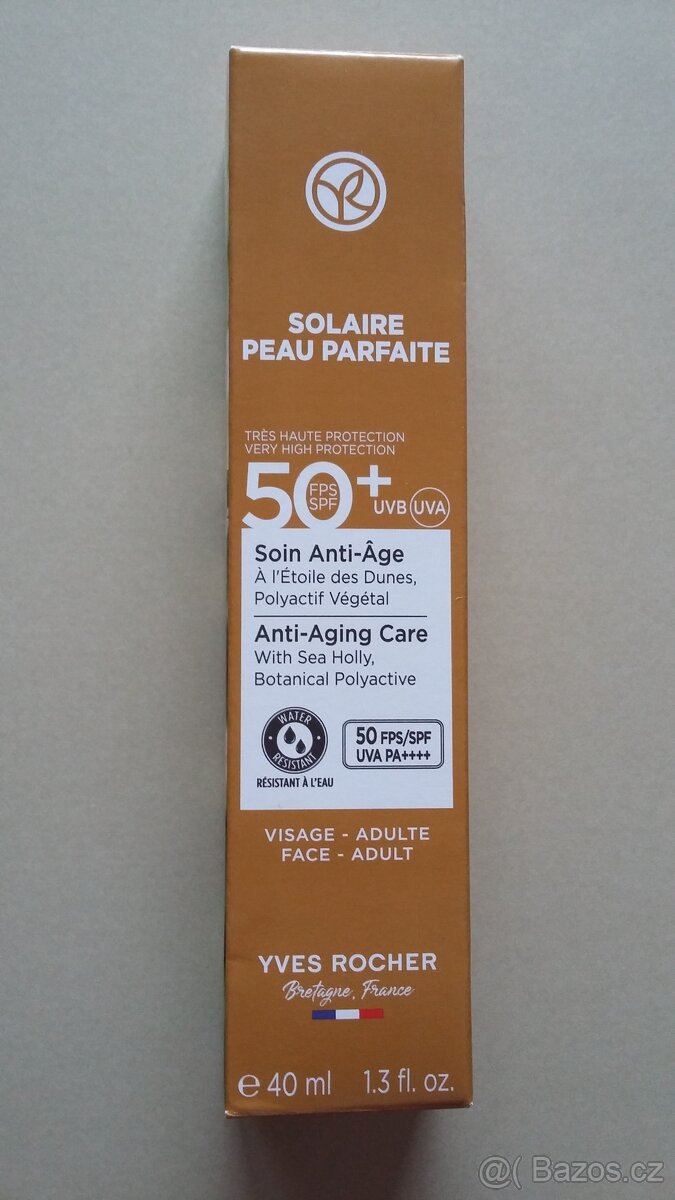 SOLAIRE
PEAU PARFAITE
TRÈS HAUTE PROTECTION
VERY HIGH PROTECTION
50+ FPS
SPF
UVB UVA
Soin Anti-Âge
À l'Étoile des Dunes,
Polyactif Végétal
Anti-Aging Care
With Sea Holly,
Botanical Polyactive
WATER
RESISTANT
RÉSISTANT À L'EAU
50 FPS/SPF
UVA PA++++
VISAGE - ADULTE
FACE - ADULT
YVES ROCHER
Bretagne, France
e 40 ml 1.3 fl. oz.
@( Bazos.cz